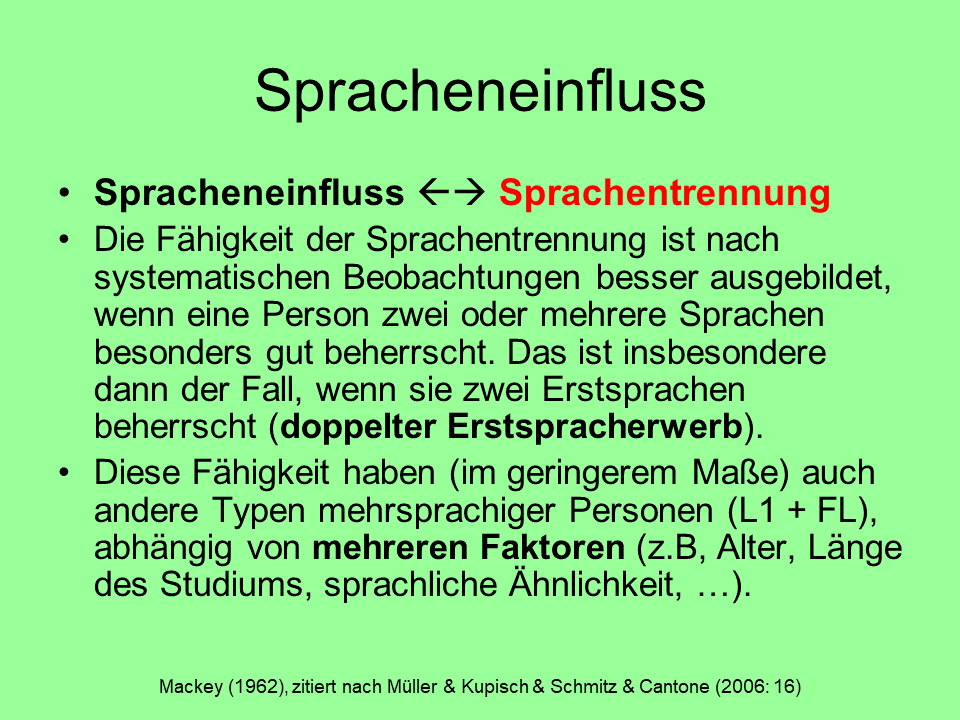 Spracheneinfluss
• Spracheneinfluss ←→ Sprachentrennung
• Die Fähigkeit der Sprachentrennung ist nach
systematischen Beobachtungen besser ausgebildet,
wenn eine Person zwei oder mehrere Sprachen
besonders gut beherrscht. Das ist insbesondere
dann der Fall, wenn sie zwei Erstsprachen
beherrscht (doppelter Erstspracherwerb).
• Diese Fähigkeit haben (im geringerem Maße) auch
andere Typen mehrsprachiger Personen (L1 + FL),
abhängig von mehreren Faktoren (z.B, Alter, Länge
des Studiums, sprachliche Ähnlichkeit, …).
Mackey (1962), zitiert nach Müller & Kupisch & Schmitz & Cantone (2006: 16)